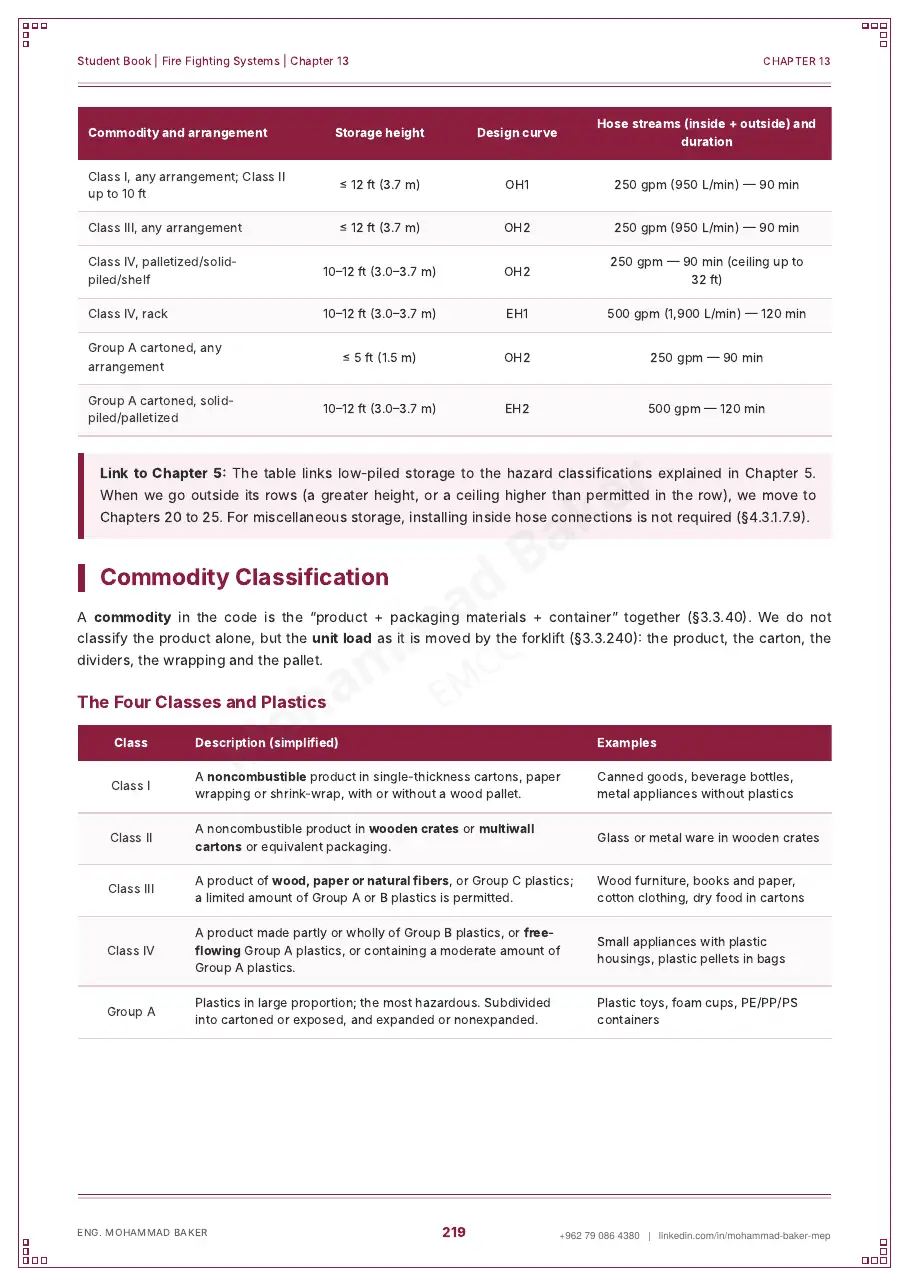 Student Book | Fire Fighting Systems | Chapter 13
CHAPTER 13
Commodity and arrangement
Storage height
Design curve
Hose streams (inside + outside) and
duration
Class I, any arrangement; Class II
up to 10 ft
≤ 12 ft (3.7 m)
OH1
250 gpm (950 L/min) — 90 min
Class III, any arrangement
≤ 12 ft (3.7 m)
OH2
250 gpm (950 L/min) — 90 min
Class IV, palletized/solid-
piled/shelf
10–12 ft (3.0–3.7 m)
OH2
250 gpm — 90 min (ceiling up to
32 ft)
Class IV, rack
10–12 ft (3.0–3.7 m)
EH1
500 gpm (1,900 L/min) — 120 min
Group A cartoned, any
arrangement
≤ 5 ft (1.5 m)
OH2
250 gpm — 90 min
Group A cartoned, solid-
piled/palletized
10–12 ft (3.0–3.7 m)
EH2
500 gpm — 120 min
Link to Chapter 5: The table links low-piled storage to the hazard classifications explained in Chapter 5.
When we go outside its rows (a greater height, or a ceiling higher than permitted in the row), we move to
Chapters 20 to 25. For miscellaneous storage, installing inside hose connections is not required (§4.3.1.7.9).
Commodity Classification
A commodity in the code is the “product + packaging materials + container” together (§3.3.40). We do not
classify the product alone, but the unit load as it is moved by the forklift (§3.3.240): the product, the carton, the
dividers, the wrapping and the pallet.
The Four Classes and Plastics
Class
Description (simplified)
Examples
Class I
A noncombustible product in single-thickness cartons, paper
wrapping or shrink-wrap, with or without a wood pallet.
Canned goods, beverage bottles,
metal appliances without plastics
Class II
A noncombustible product in wooden crates or multiwall
cartons or equivalent packaging.
Glass or metal ware in wooden crates
Class III
A product of wood, paper or natural fibers, or Group C plastics;
a limited amount of Group A or B plastics is permitted.
Wood furniture, books and paper,
cotton clothing, dry food in cartons
Class IV
A product made partly or wholly of Group B plastics, or free-
flowing Group A plastics, or containing a moderate amount of
Group A plastics.
Small appliances with plastic
housings, plastic pellets in bags
Group A
Plastics in large proportion; the most hazardous. Subdivided
into cartoned or exposed, and expanded or nonexpanded.
Plastic toys, foam cups, PE/PP/PS
containers
Mohammad Baker
EMCC
ENG. MOHAMMAD BAKER
219
+962 79 086 4380 | linkedin.com/in/mohammad-baker-mep